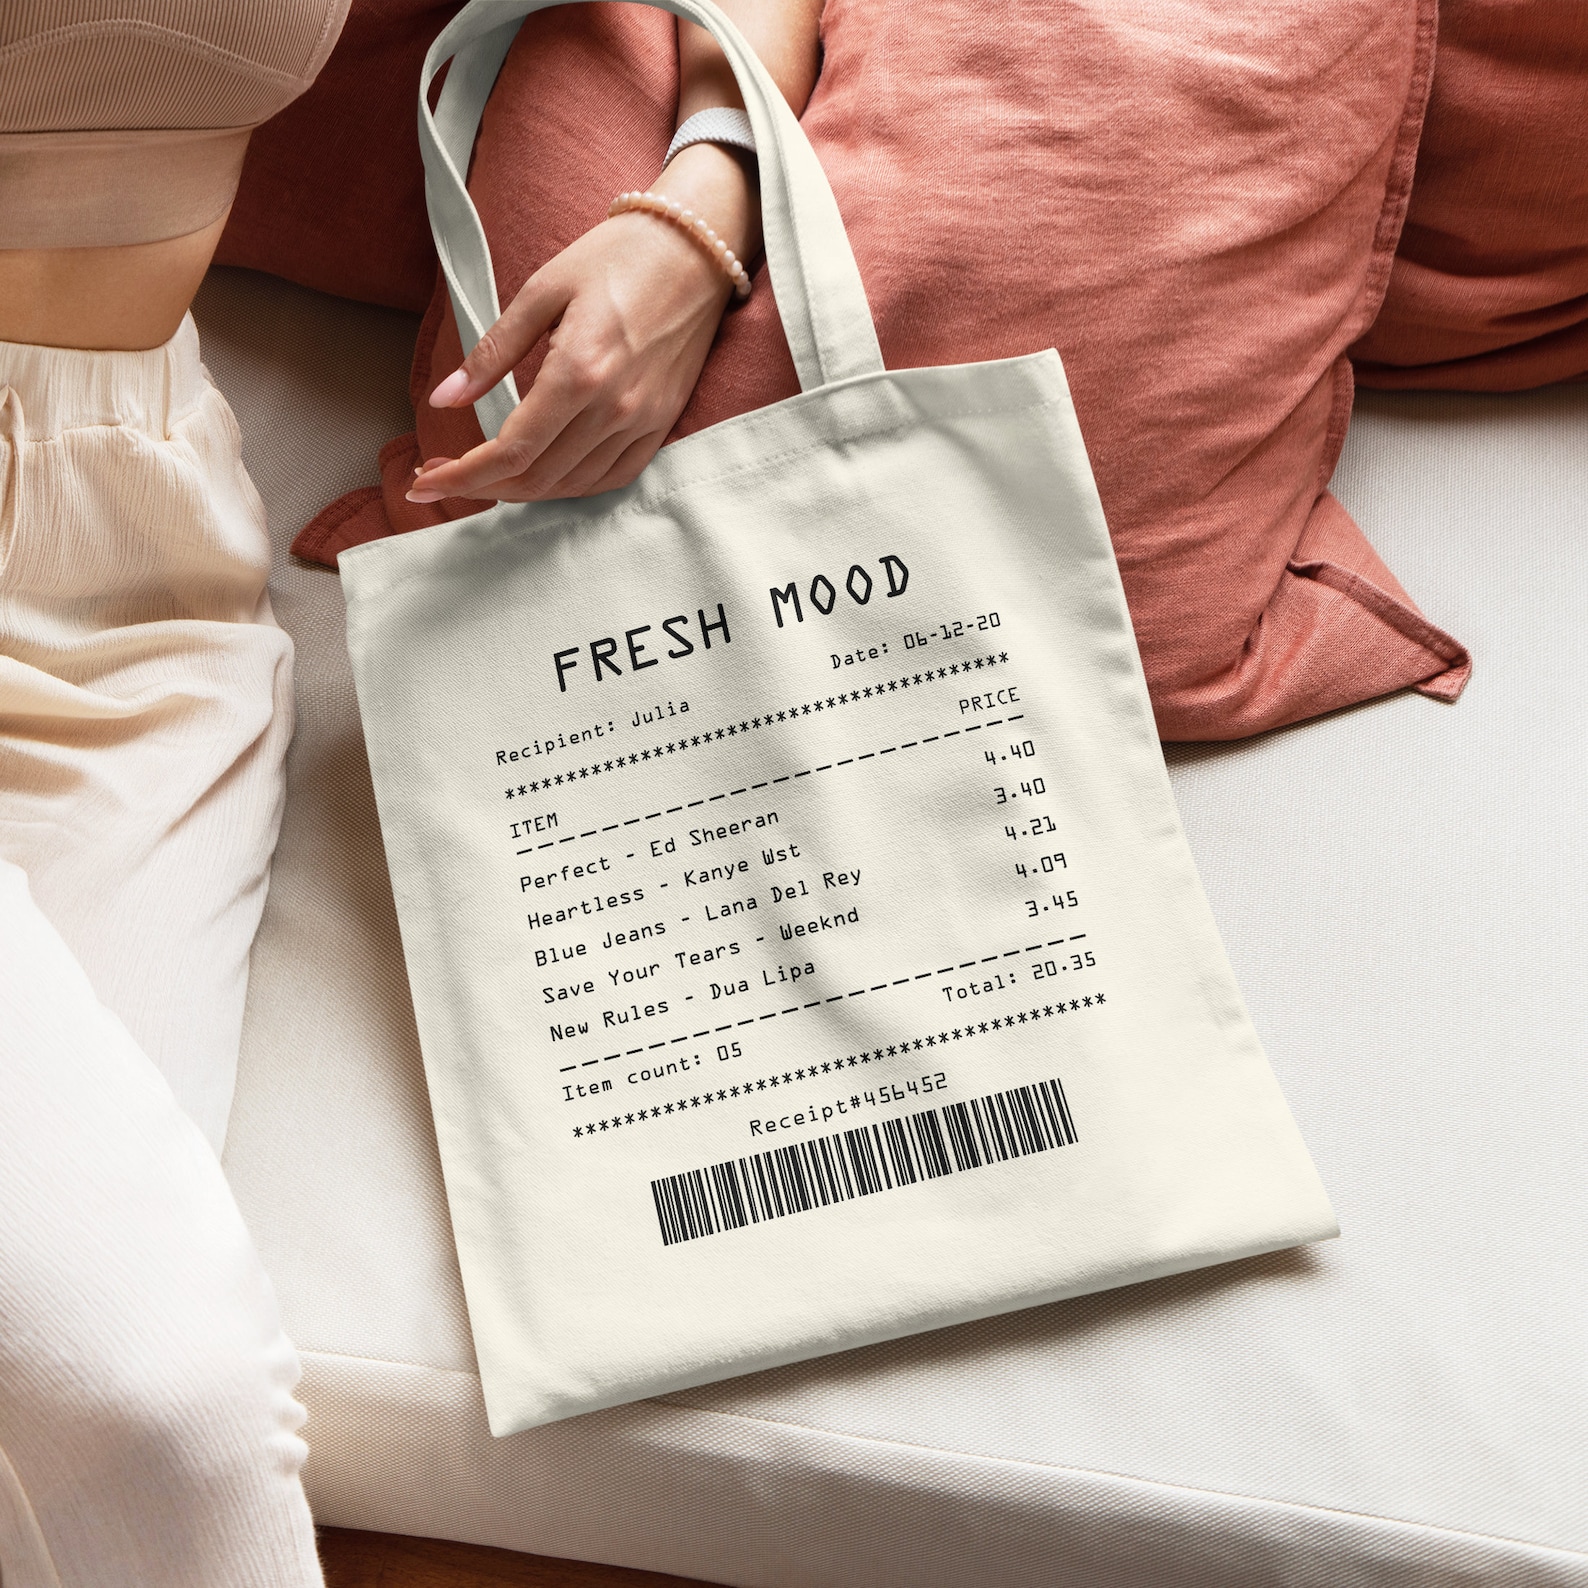 FRESH MOOD
Recipient: Julia Date: 06-12-20
***************************************
ITEM PRICE
-----------------------------------
Perfect - Ed Sheeran 4.40
Heartless - Kanye Wst 3.40
Blue Jeans - Lana Del Rey 4.21
Save Your Tears - Weeknd 4.09
New Rules - Dua Lipa 3.45
-----------------------------------
Item count: 05 Total: 20.35
*****************************************
Receipt#456452